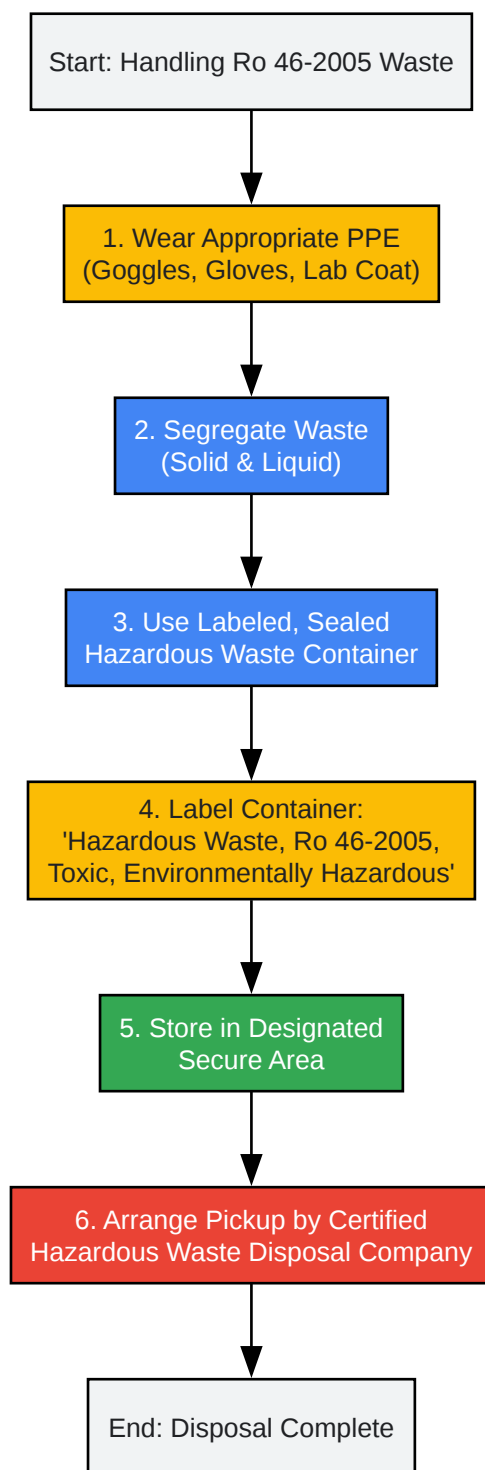 Start: Handling Ro 46-2005 Waste
1. Wear Appropriate PPE
(Goggles, Gloves, Lab Coat)
2. Segregate Waste
(Solid & Liquid)
3. Use Labeled, Sealed
Hazardous Waste Container
4. Label Container:
'Hazardous Waste, Ro 46-2005,
Toxic, Environmentally Hazardous'
5. Store in Designated
Secure Area
6. Arrange Pickup by Certified
Hazardous Waste Disposal Company
End: Disposal Complete